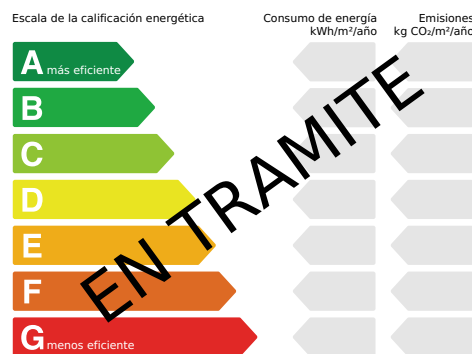 Escala de la calificación energética
Consumo de energía
kWh/m²/año
Emisiones
kg CO₂/m²/año
A más eficiente
B
C
D
E
F
G menos eficiente
EN TRAMITE